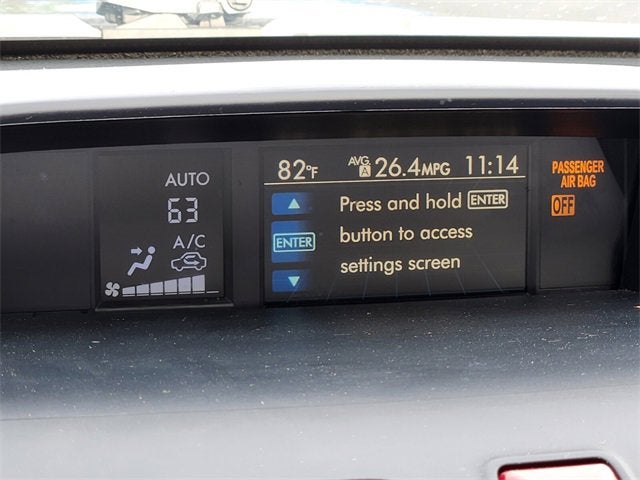 AUTO
63
A/C
82°F AVG A 26.4MPG 11:14
Press and hold ENTER
ENTER
button to access
settings screen
PASSENGER
AIR BAG
OFF